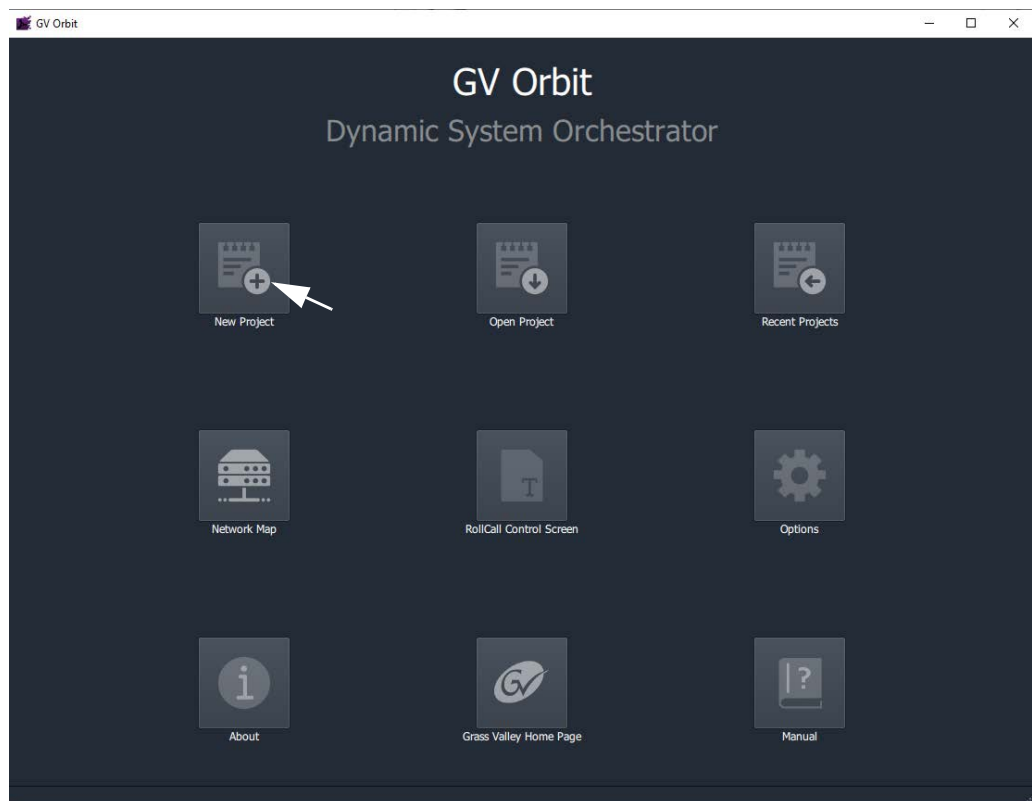 GV Orbit
GV Orbit
Dynamic System Orchestrator
New Project
Open Project
Recent Projects
T
Network Map
RollCall Control Screen
Options
i
GV
?
About
Grass Valley Home Page
Manual